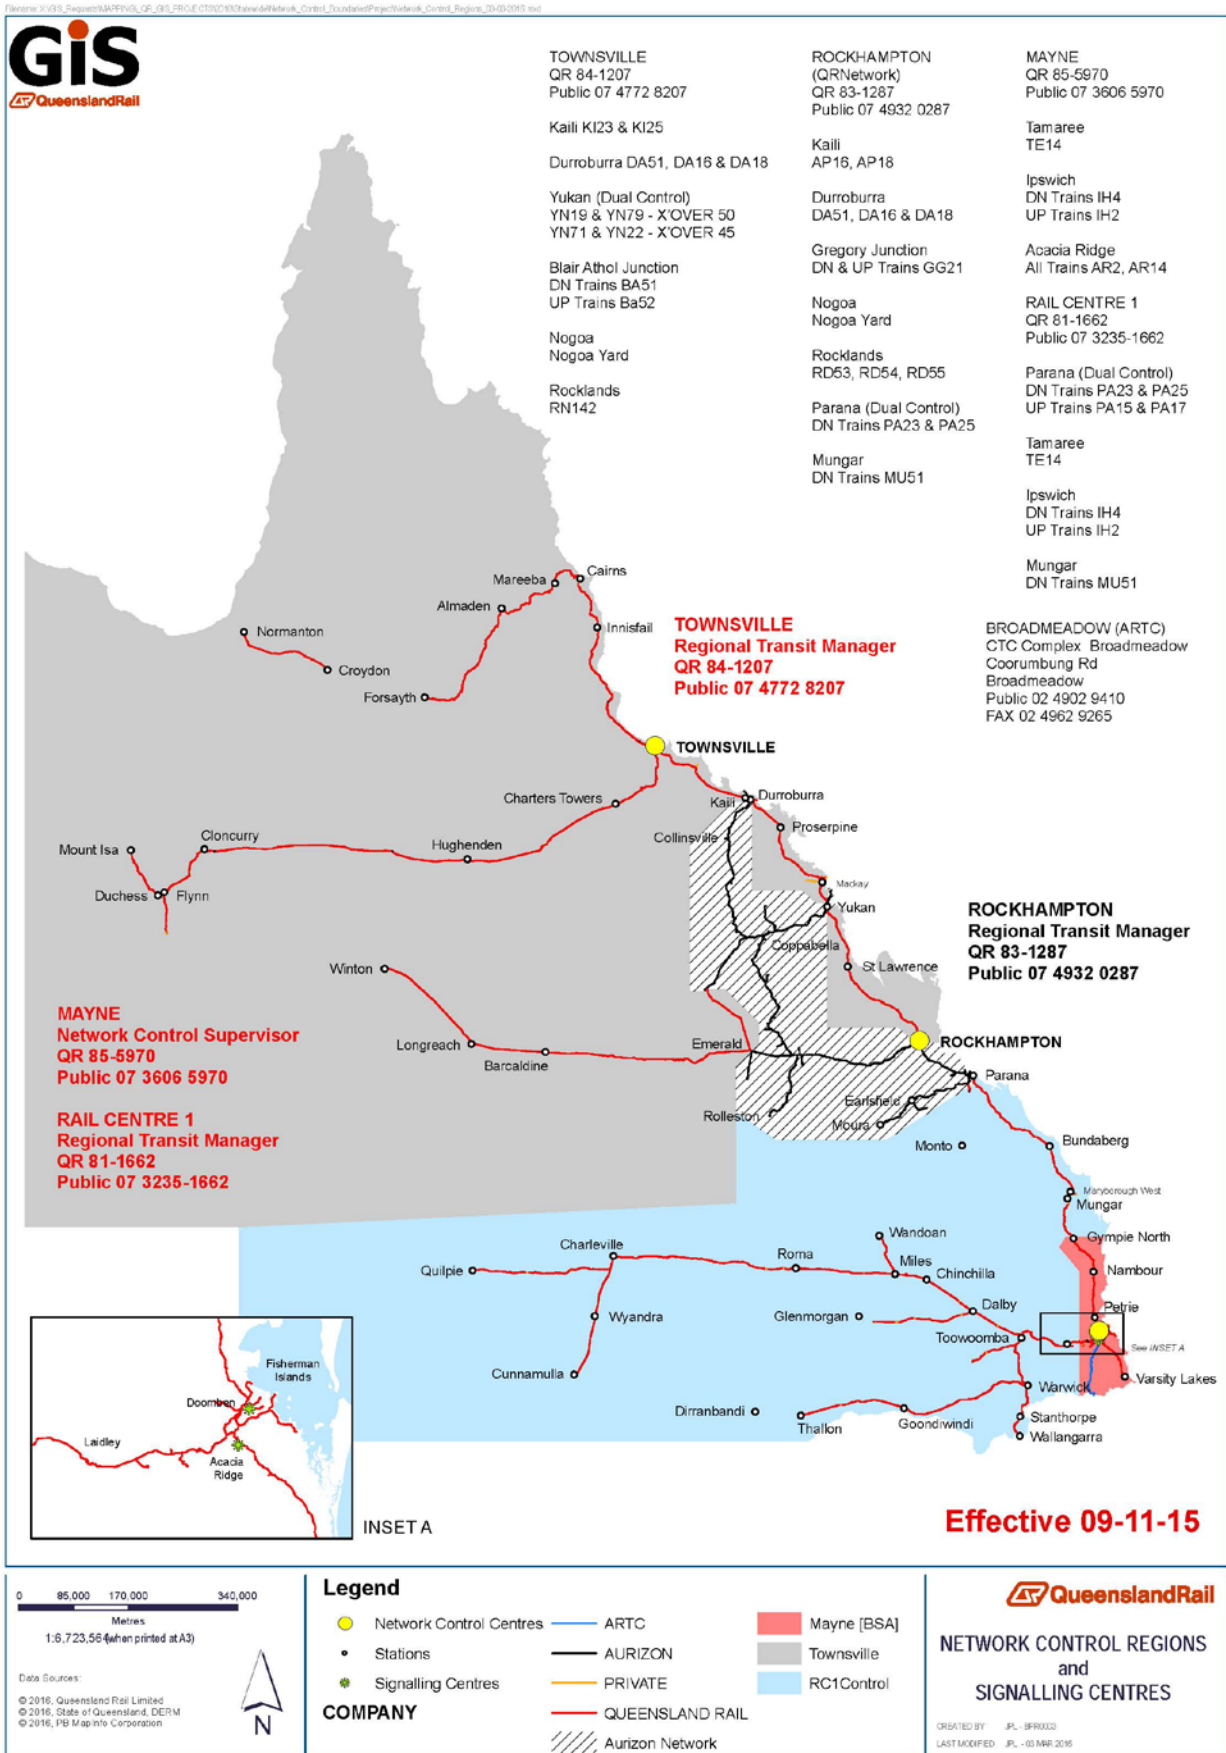 GiS
QueenslandRail
TOWNSVILLE
QR 84-1207
Public 07 4772 8207
Kaili KI23 & KI25
Durroburra DA51, DA16 & DA18
Yukan (Dual Control)
YN19 & YN79 - X'OVER 50
YN71 & YN22 - X'OVER 45
Blair Athol Junction
DN Trains BA51
UP Trains Ba52
Nogoa
Nogoa Yard
Rocklands
RN142
ROCKHAMPTON
(QRNetwork)
QR 83-1287
Public 07 4932 0287
Kaili
AP16, AP18
Durroburra
DA51, DA16 & DA18
Gregory Junction
DN & UP Trains GG21
Nogoa
Nogoa Yard
Rocklands
RD53, RD54, RD55
Parana (Dual Control)
DN Trains PA23 & PA25
Mungar
DN Trains MU51
MAYNE
QR 85-5970
Public 07 3606 5970
Tamaree
TE14
Ipswich
DN Trains IH4
UP Trains IH2
Acacia Ridge
All Trains AR2, AR14
RAIL CENTRE 1
QR 81-1662
Public 07 3235-1662
Parana (Dual Control)
DN Trains PA23 & PA25
UP Trains PA15 & PA17
Tamaree
TE14
Ipswich
DN Trains IH4
UP Trains IH2
Mungar
DN Trains MU51
BROADMEADOW (ARTC)
CTC Complex Broadmeadow
Coorumbung Rd
Broadmeadow
Public 02 4902 9410
FAX 02 4962 9265
Cairns
Mareeba
Almaden
Innisfail
Normanton
Croydon
Forsayth
TOWNSVILLE
Regional Transit Manager
QR 84-1207
Public 07 4772 8207
TOWNSVILLE
Charters Towers
Kaili
Durroburra
Proserpine
Collinsville
Cloncurry
Mount Isa
Hughenden
Duchess
Flynn
Mackay
Yukan
Coppabella
ROCKHAMPTON
Regional Transit Manager
QR 83-1287
Public 07 4932 0287
Winton
St Lawrence
MAYNE
Network Control Supervisor
QR 85-5970
Public 07 3606 5970
Longreach
Barcaldine
Emerald
ROCKHAMPTON
Parana
RAIL CENTRE 1
Regional Transit Manager
QR 81-1662
Public 07 3235-1662
Rolleston
Earlsfield
Moura
Monto
Bundaberg
Maryborough West
Mungar
Gympie North
Wandoan
Charleville
Roma
Miles
Quilpie
Chinchilla
Nambour
Petrie
Wyandra
Glenmorgan
Dalby
Toowoomba
See INSET A
Cunnamulla
Warwick
Varsity Lakes
Dirranbandi
Thallon
Goondiwindi
Stanthorpe
Wallangarra
Fisherman
Islands
Doomben
Laidley
Acacia
Ridge
INSET A
Effective 09-11-15
0 85,000 170,000 340,000
Metres
1:6,723,564(when printed at A3)
Data Sources:
© 2016, Queensland Rail Limited
© 2016, State of Queensland, DERM
© 2016, PB MapInfo Corporation
N
Legend
Network Control Centres
Stations
Signalling Centres
COMPANY
ARTC
AURIZON
PRIVATE
QUEENSLAND RAIL
Aurizon Network
Mayne [BSA]
Townsville
RC1Control
QueenslandRail
NETWORK CONTROL REGIONS
and
SIGNALLING CENTRES
CREATED BY JPL -
LAST MODIFIED JPL - 03 MAR 2016